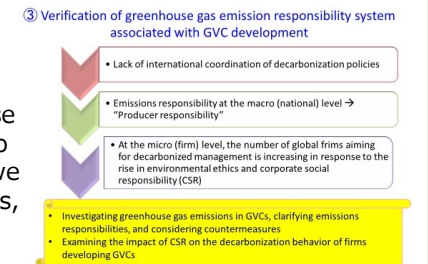 ③ Verification of greenhouse gas emission responsibility system
associated with GVC development
• Lack of international coordination of decarbonization policies
• Emissions responsibility at the macro (national) level →
“Producer responsibility”
• At the micro (firm) level, the number of global frims aiming
for decarbonized management is increasing in response to the
rise in environmental ethics and corporate social
responsibility (CSR)
• Investigating greenhouse gas emissions in GVCs, clarifying emissions
responsibilities, and considering countermeasures
• Examining the impact of CSR on the decarbonization behavior of firms
developing GVCs